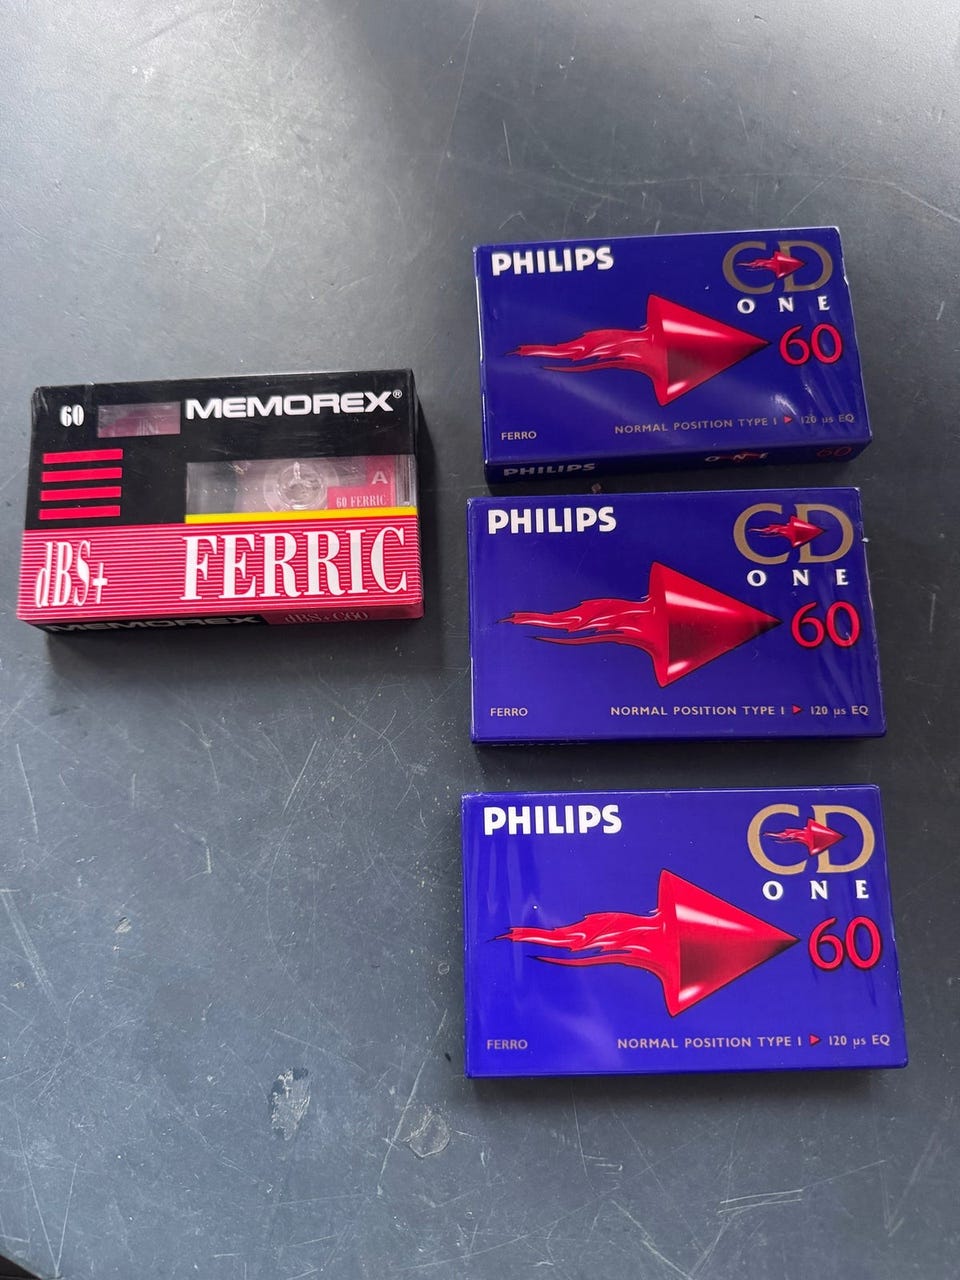 60 MEMOREX®
A
60 FERRIC
dBS+ FERRIC
MEMOREX dBS+C60
PHILIPS
CD
ONE
60
FERRO NORMAL POSITION TYPE I ▶ 120 µs EQ
PHILIPS ONE 60
PHILIPS
CD
ONE
60
FERRO NORMAL POSITION TYPE I ▶ 120 µs EQ
PHILIPS
CD
ONE
60
FERRO NORMAL POSITION TYPE I ▶ 120 µs EQ